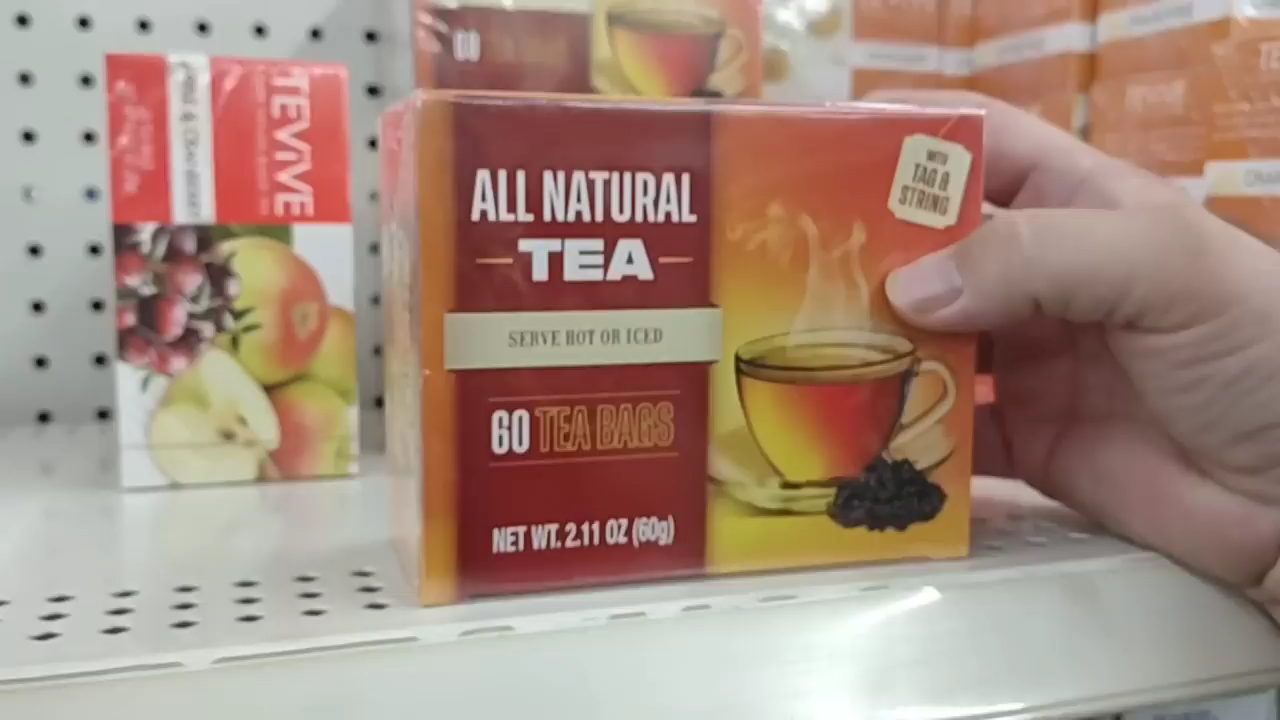 TEVIVE
60
ALL NATURAL
TEA
SERVE HOT OR ICED
60 TEA BAGS
NET WT. 2.11 OZ (60g)
WITH
TAG &
STRING